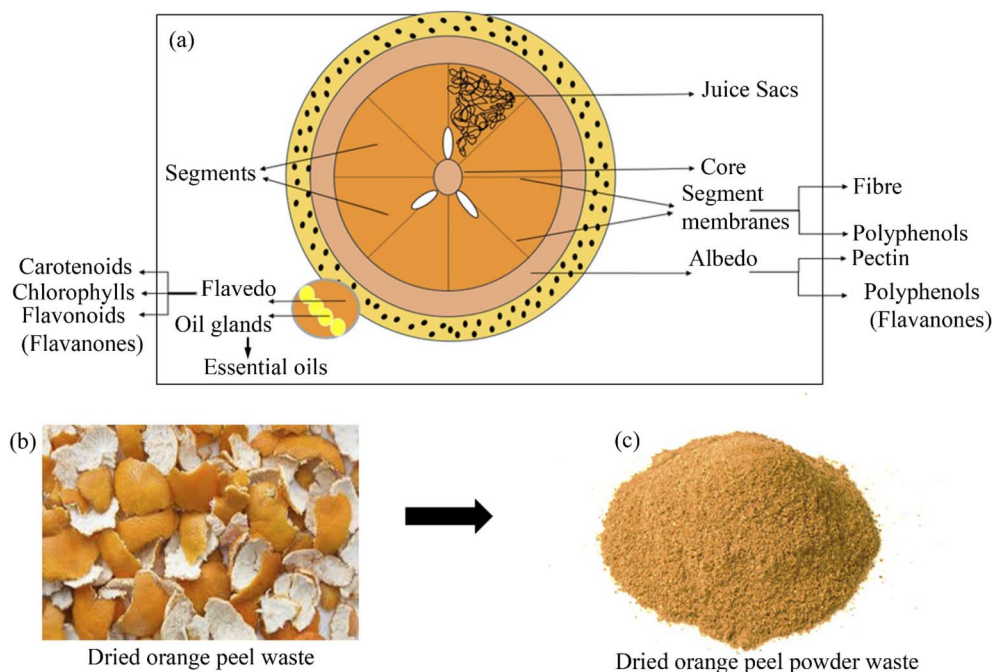 (a)
Juice Sacs
Core
Segments
Segment
membranes
Fibre
Polyphenols
Albedo
Pectin
Polyphenols
(Flavanones)
Carotenoids
Chlorophylls
Flavonoids
(Flavanones)
Flavedo
Oil glands
Essential oils
(b)
(c)
Dried orange peel waste
Dried orange peel powder waste